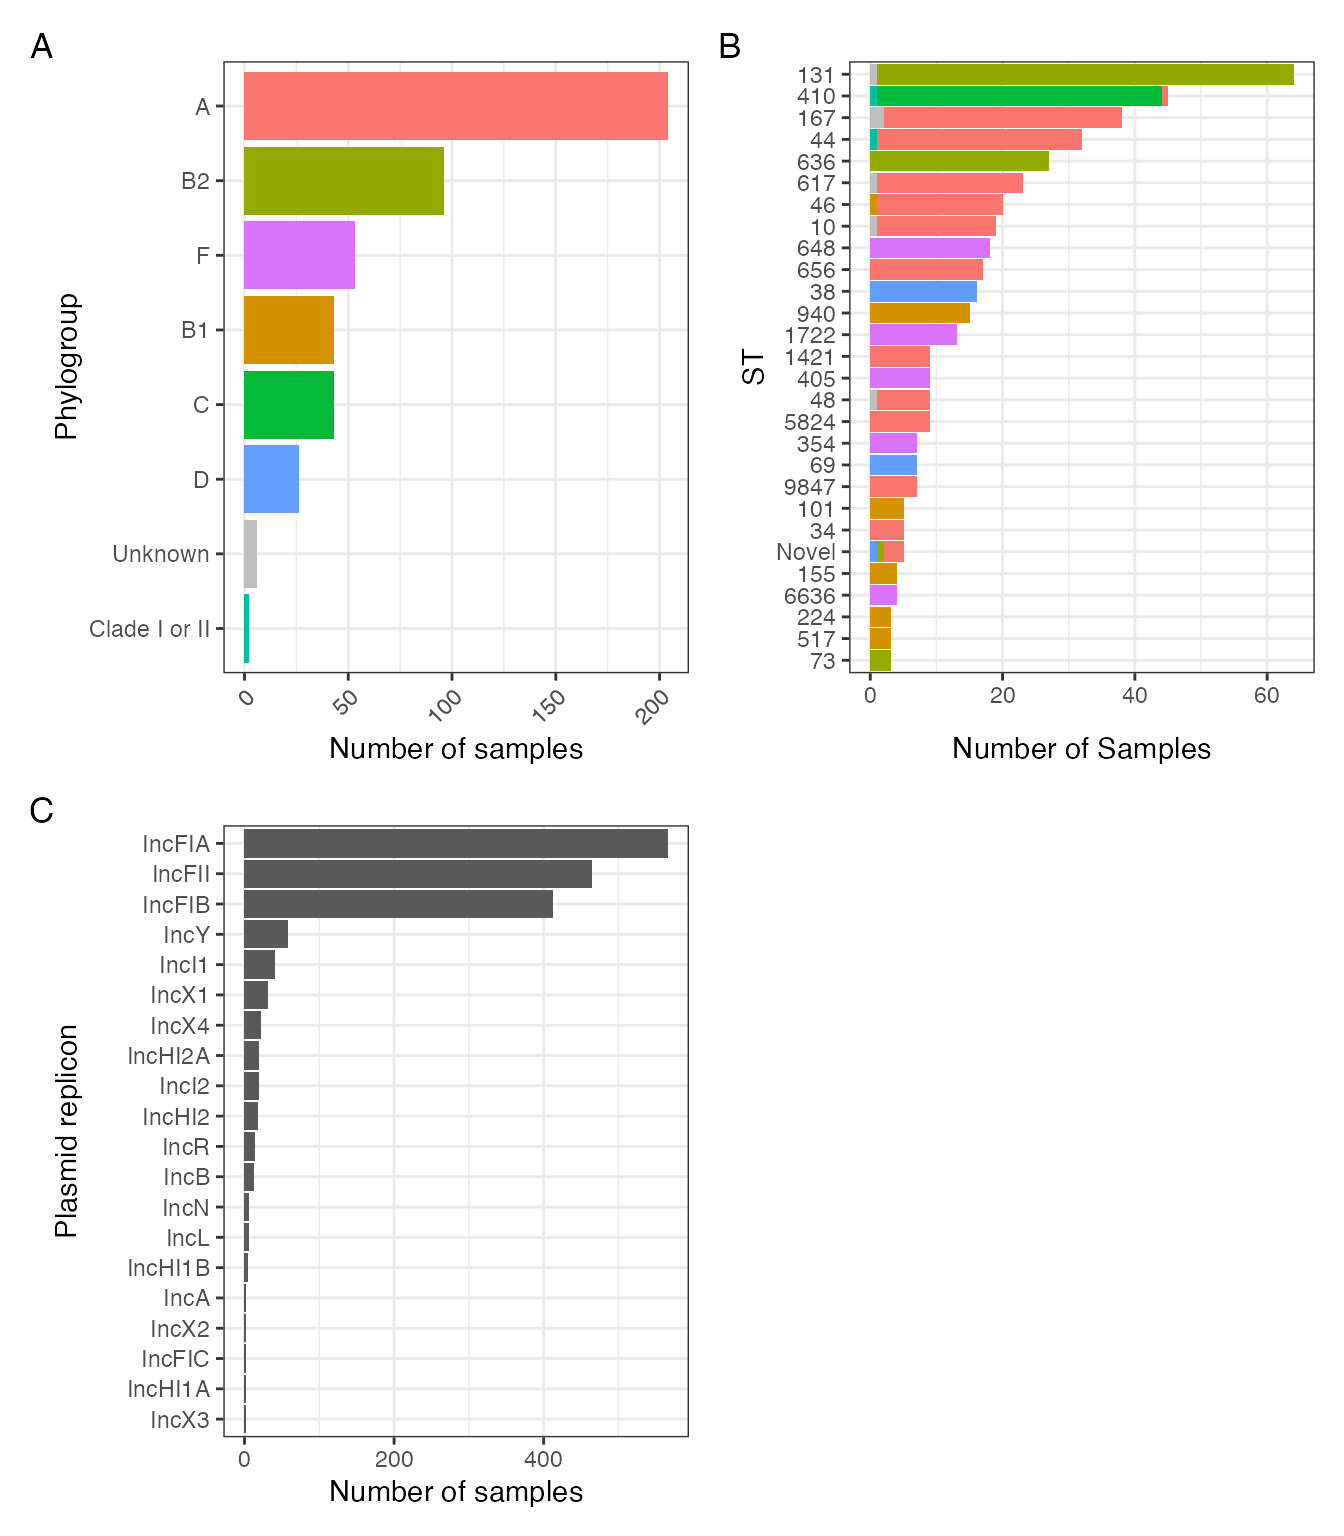 A
A
B2
F
B1
C
D
Unknown
Clade I or II
Phylogroup
0
50
100
150
200
Number of samples
B
131
410
167
44
636
617
46
10
648
656
38
940
1722
1421
405
48
5824
354
69
9847
101
34
Novel
155
6636
224
517
73
ST
0
20
40
60
Number of Samples
C
IncFIA
IncFII
IncFIB
IncY
IncI1
IncX1
IncX4
IncHI2A
IncI2
IncHI2
IncR
IncB
IncN
IncL
IncHI1B
IncA
IncX2
IncFIC
IncHI1A
IncX3
Plasmid replicon
0
200
400
Number of samples